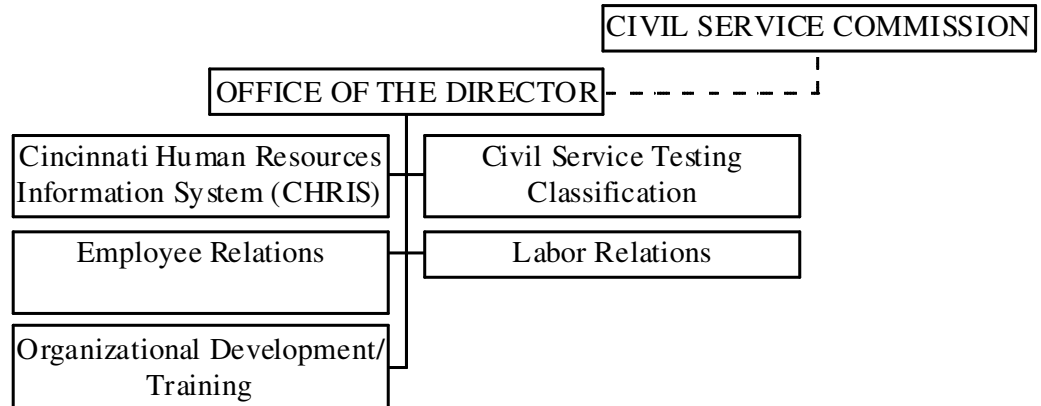 CIVIL SERVICE COMMISSION
OFFICE OF THE DIRECTOR
Cincinnati Human Resources
Information System (CHRIS)
Civil Service Testing
Classification
Employee Relations
Labor Relations
Organizational Development/
Training